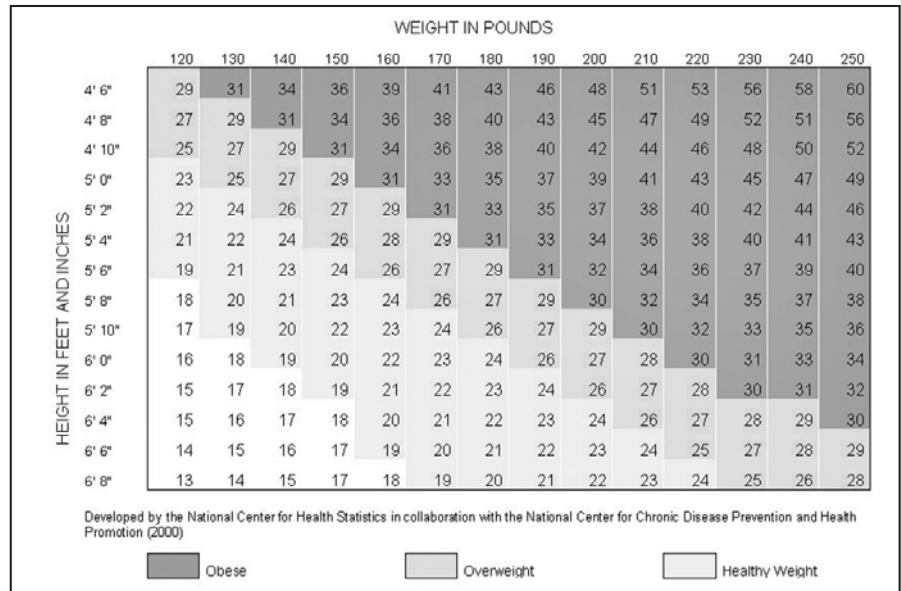 WEIGHT IN POUNDS
120 130 140 150 160 170 180 190 200 210 220 230 240 250
HEIGHT IN FEET AND INCHES
4' 6" 29 31 34 36 39 41 43 46 48 51 53 56 58 60
4' 8" 27 29 31 34 36 38 40 43 45 47 49 52 51 56
4' 10" 25 27 29 31 34 36 38 40 42 44 46 48 50 52
5' 0" 23 25 27 29 31 33 35 37 39 41 43 45 47 49
5' 2" 22 24 26 27 29 31 33 35 37 38 40 42 44 46
5' 4" 21 22 24 26 28 29 31 33 34 36 38 40 41 43
5' 6" 19 21 23 24 26 27 29 31 32 34 36 37 39 40
5' 8" 18 20 21 23 24 26 27 29 30 32 34 35 37 38
5' 10" 17 19 20 22 23 24 26 27 29 30 32 33 35 36
6' 0" 16 18 19 20 22 23 24 26 27 28 30 31 33 34
6' 2" 15 17 18 19 21 22 23 24 26 27 28 30 31 32
6' 4" 15 16 17 18 20 21 22 23 24 26 27 28 29 30
6' 6" 14 15 16 17 19 20 21 22 23 24 25 27 28 29
6' 8" 13 14 15 17 18 19 20 21 22 23 24 25 26 28
Developed by the National Center for Health Statistics in collaboration with the National Center for Chronic Disease Prevention and Health
Promotion (2000)
Obese Overweight Healthy Weight